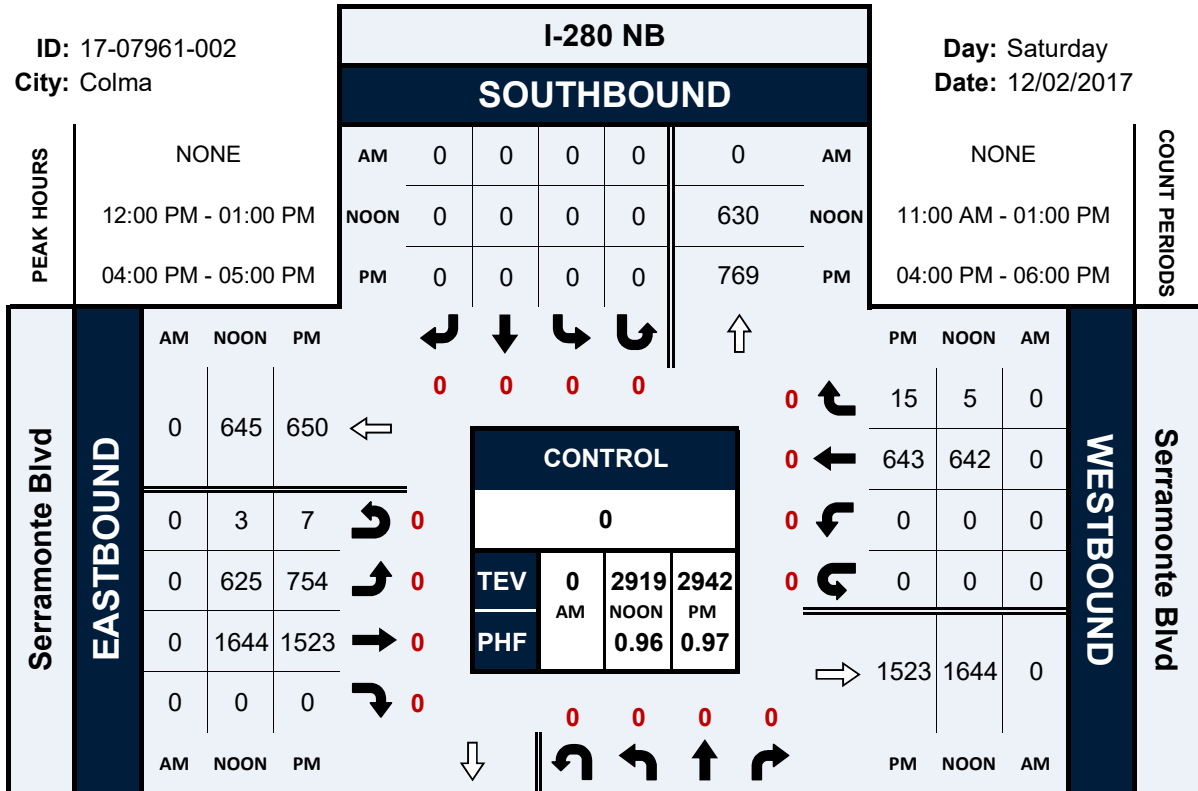 ID: 17-07961-002
City: Colma
I-280 NB
SOUTHBOUND
Day: Saturday
Date: 12/02/2017
PEAK HOURS
NONE
12:00 PM - 01:00 PM
04:00 PM - 05:00 PM
AM 0 0 0 0 0 AM
NOON 0 0 0 0 630 NOON
PM 0 0 0 0 769 PM
NONE
11:00 AM - 01:00 PM
04:00 PM - 06:00 PM
COUNT PERIODS
0 0 0 0
Serramonte Blvd
EASTBOUND
AM NOON PM
0 645 650
0 3 7 0
0 625 754 0
0 1644 1523 0
0 0 0 0
AM NOON PM
CONTROL
0
TEV 0 2919 2942
AM NOON PM
PHF 0.96 0.97
PM NOON AM
0 15 5 0
0 643 642 0
0 0 0 0
0 0 0 0
1523 1644 0
PM NOON AM
WESTBOUND
Serramonte Blvd
0 0 0 0